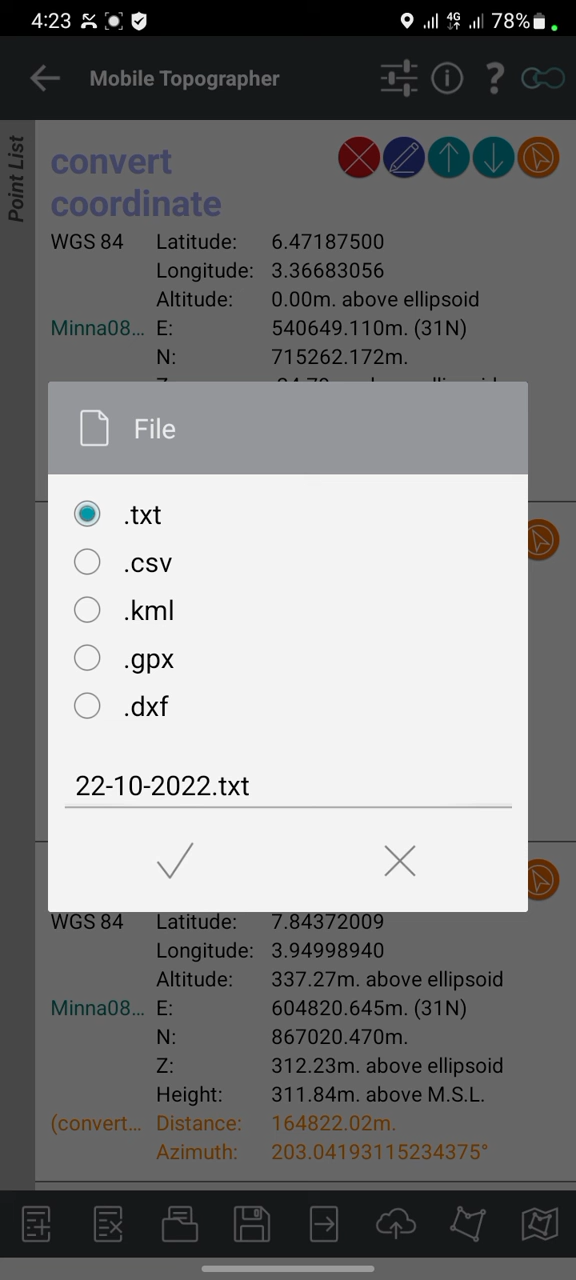 4:23 4G 78%
Mobile Topographer
Point List
convert
coordinate
WGS 84 Latitude: 6.47187500
Longitude: 3.36683056
Altitude: 0.00m. above ellipsoid
Minna08... E: 540649.110m. (31N)
N: 715262.172m.
File
.txt
.csv
.kml
.gpx
.dxf
22-10-2022.txt
WGS 84 Latitude: 7.84372009
Longitude: 3.94998940
Altitude: 337.27m. above ellipsoid
Minna08... E: 604820.645m. (31N)
N: 867020.470m.
Z: 312.23m. above ellipsoid
Height: 311.84m. above M.S.L.
(convert... Distance: 164822.02m.
Azimuth: 203.04193115234375°